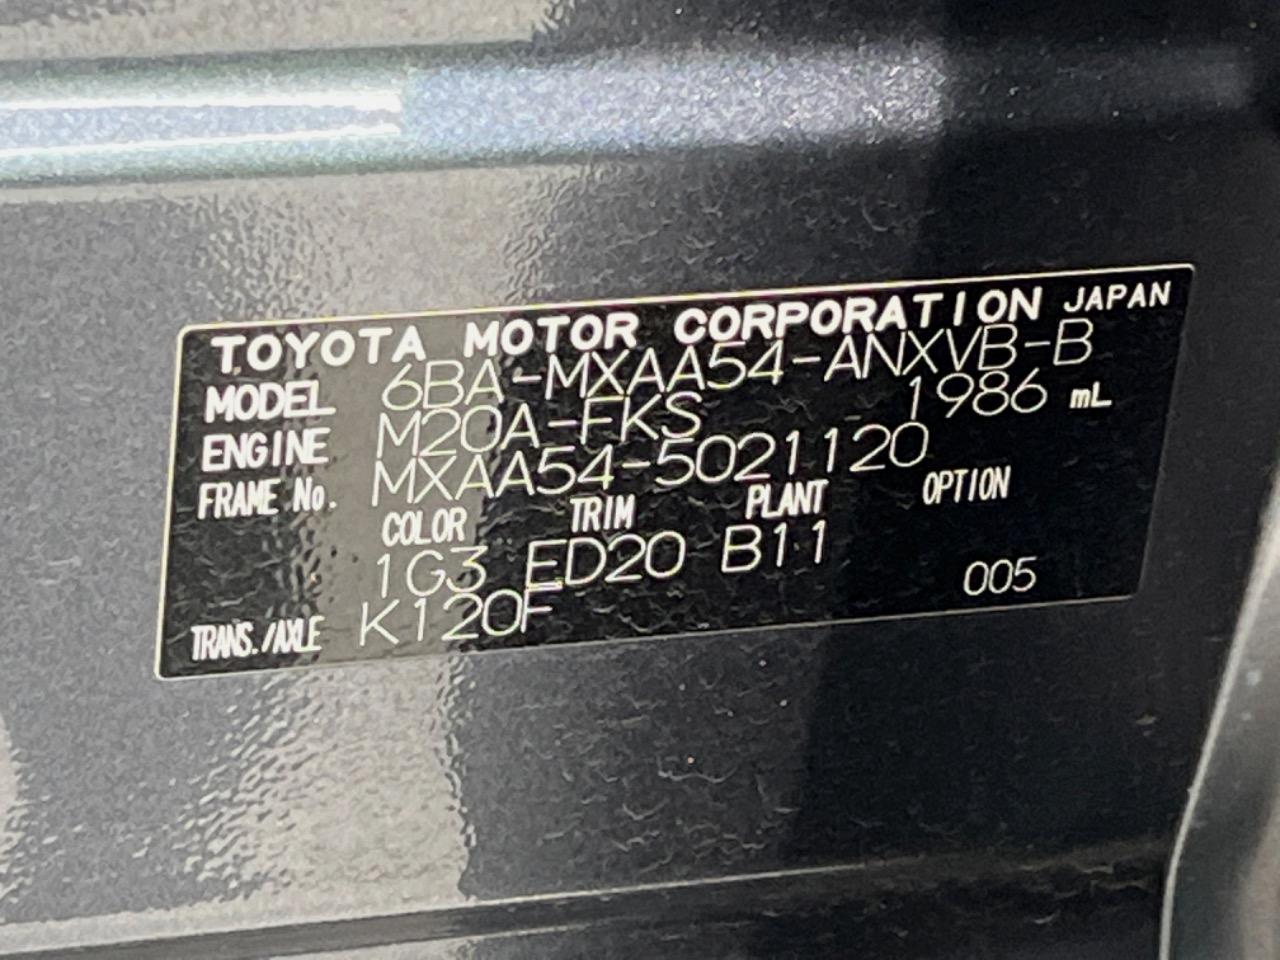 TOYOTA MOTOR CORPORATION JAPAN
MODEL 6BA-MXAA54-ANXVB-B
ENGINE M20A-FKS 1986 mL
FRAME No. MXAA54-5021120
COLOR TRIM PLANT OPTION
1G3 ED20 B11
TRANS./AXLE K120F 005